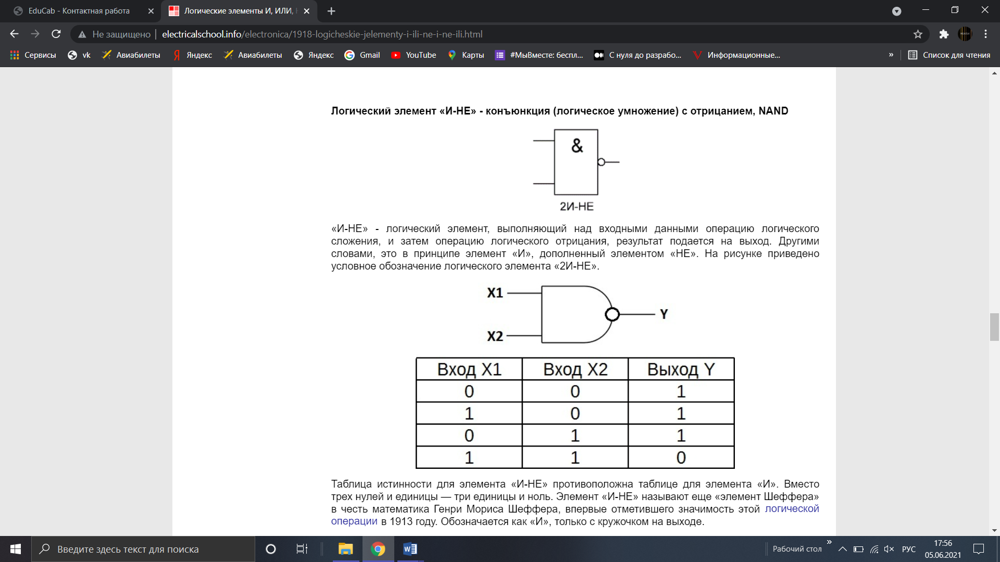 EduCab - Контактная работа
Логические элементы И, ИЛИ,
Не защищено
electricalschool.info/electronica/1918-logicheskie-jelementy-i-ili-ne-i-ne-ili.html
Сервисы vk Авиабилеты Яндекс Авиабилеты Яндекс Gmail YouTube Карты #МыВместе: беспл... С нуля до разрабо... Информационные... » Список для чтения
Логический элемент «И-НЕ» - конъюнкция (логическое умножение) с отрицанием, NAND
&
2И-НЕ
«И-НЕ» - логический элемент, выполняющий над входными данными операцию логического
сложения, и затем операцию логического отрицания, результат подается на выход. Другими
словами, это в принципе элемент «И», дополненный элементом «НЕ». На рисунке приведено
условное обозначение логического элемента «2И-НЕ».
X1
Y
X2
Вход X1 Вход X2 Выход Y
0 0 1
1 0 1
0 1 1
1 1 0
Таблица истинности для элемента «И-НЕ» противоположна таблице для элемента «И». Вместо
трех нулей и единицы — три единицы и ноль. Элемент «И-НЕ» называют еще «элемент Шеффера»
в честь математика Генри Мориса Шеффера, впервые отметившего значимость этой логической
операции в 1913 году. Обозначается как «И», только с кружочком на выходе.
Введите здесь текст для поиска
Рабочий стол »
РУС
17:56
05.06.2021